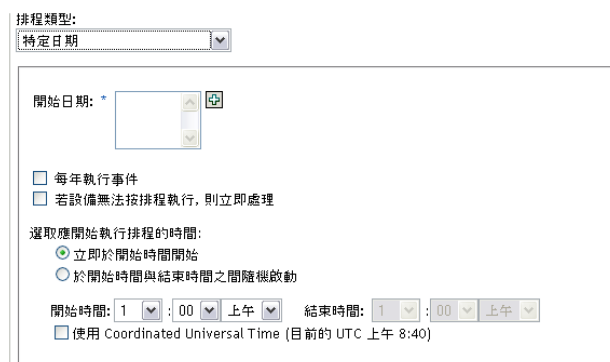 排程類型:
特定日期
開始日期: *
每年執行事件
若設備無法按排程執行, 則立即處理
選取應開始執行排程的時間:
立即於開始時間開始
於開始時間與結束時間之間隨機啟動
開始時間: 1 : 00 上午 結束時間: 1 : 00 上午
使用 Coordinated Universal Time (目前的 UTC 上午 8:40)